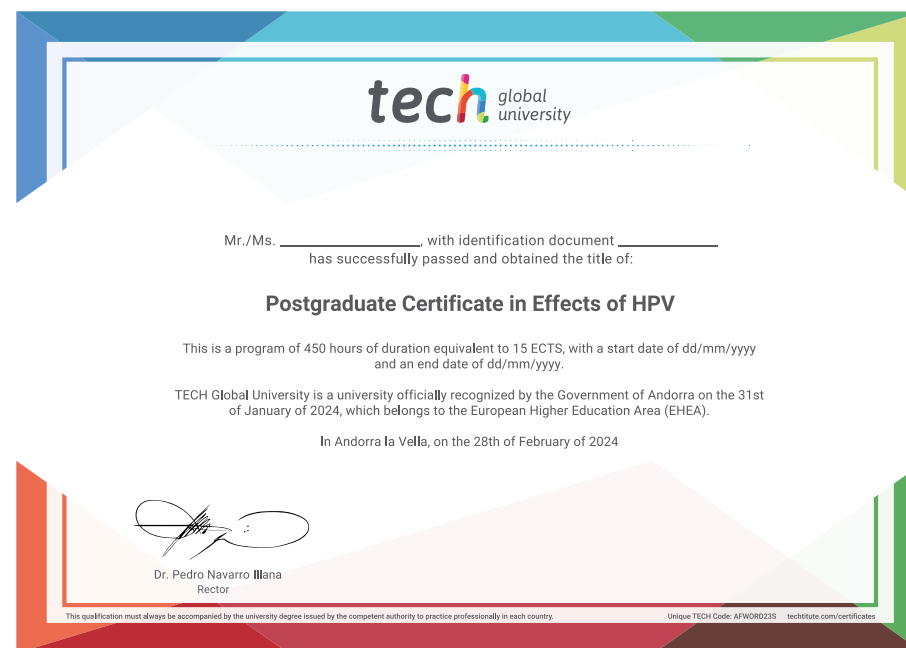 tech global university
Mr./Ms. ____________________, with identification document ______________
has successfully passed and obtained the title of:
Postgraduate Certificate in Effects of HPV
This is a program of 450 hours of duration equivalent to 15 ECTS, with a start date of dd/mm/yyyy
and an end date of dd/mm/yyyy.
TECH Global University is a university officially recognized by the Government of Andorra on the 31st
of January of 2024, which belongs to the European Higher Education Area (EHEA).
In Andorra la Vella, on the 28th of February of 2024
Dr. Pedro Navarro Illana
Rector
This qualification must always be accompanied by the university degree issued by the competent authority to practice professionally in each country. Unique TECH Code: AFWORD23S techtitute.com/certificates